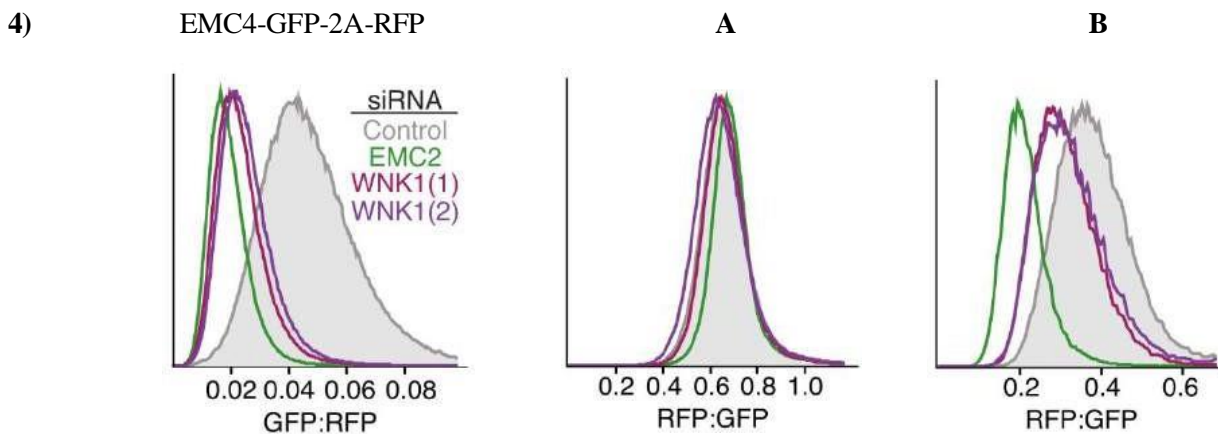 4) EMC4-GFP-2A-RFP A B
siRNA
Control
EMC2
WNK1(1)
WNK1(2)
0.02 0.04 0.06 0.08
GFP:RFP
0.2 0.4 0.6 0.8 1.0
RFP:GFP
0.2 0.4 0.6
RFP:GFP